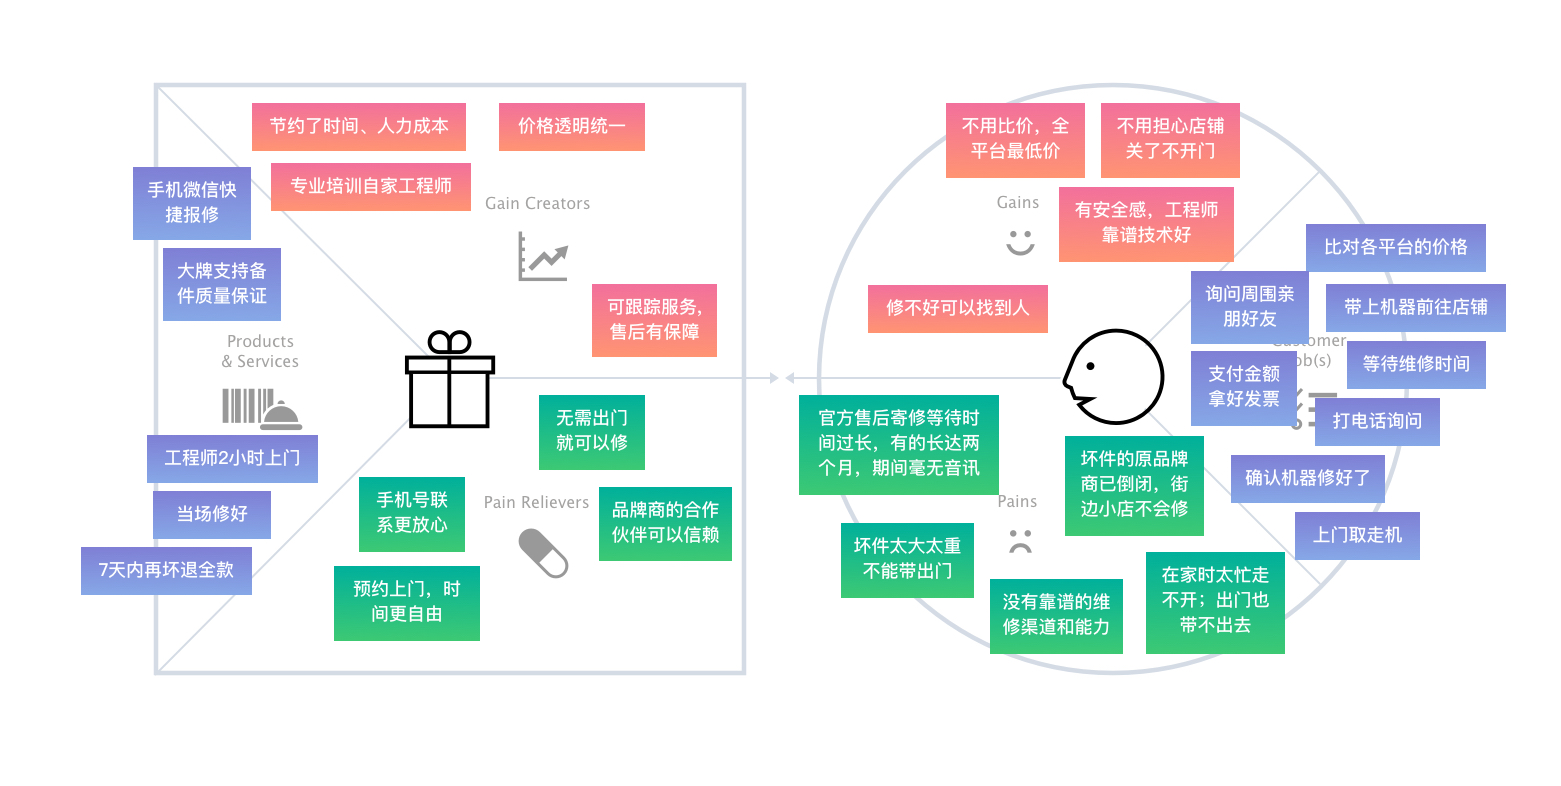 节约了时间、人力成本
价格透明统一
专业培训自家工程师
手机微信快
捷报修
Gain Creators
大牌支持备
件质量保证
可跟踪服务,
售后有保障
Products
& Services
无需出门
就可以修
工程师2小时上门
手机号联
系更放心
Pain Relievers
品牌商的合作
伙伴可以信赖
当场修好
7天内再坏退全款
预约上门，时
间更自由
不用比价，全
平台最低价
不用担心店铺
关了不开门
Gains
有安全感，工程师
靠谱技术好
比对各平台的价格
询问周围亲
朋好友
修不好可以找到人
带上机器前往店铺
Customer
ob(s)
等待维修时间
支付金额
拿好发票
官方售后寄修等待时
间过长，有的长达两
个月，期间毫无音讯
打电话询问
坏件的原品牌
商已倒闭，街
边小店不会修
确认机器修好了
Pains
上门取走机
坏件太大太重
不能带出门
在家时太忙走
不开；出门也
带不出去
没有靠谱的维
修渠道和能力